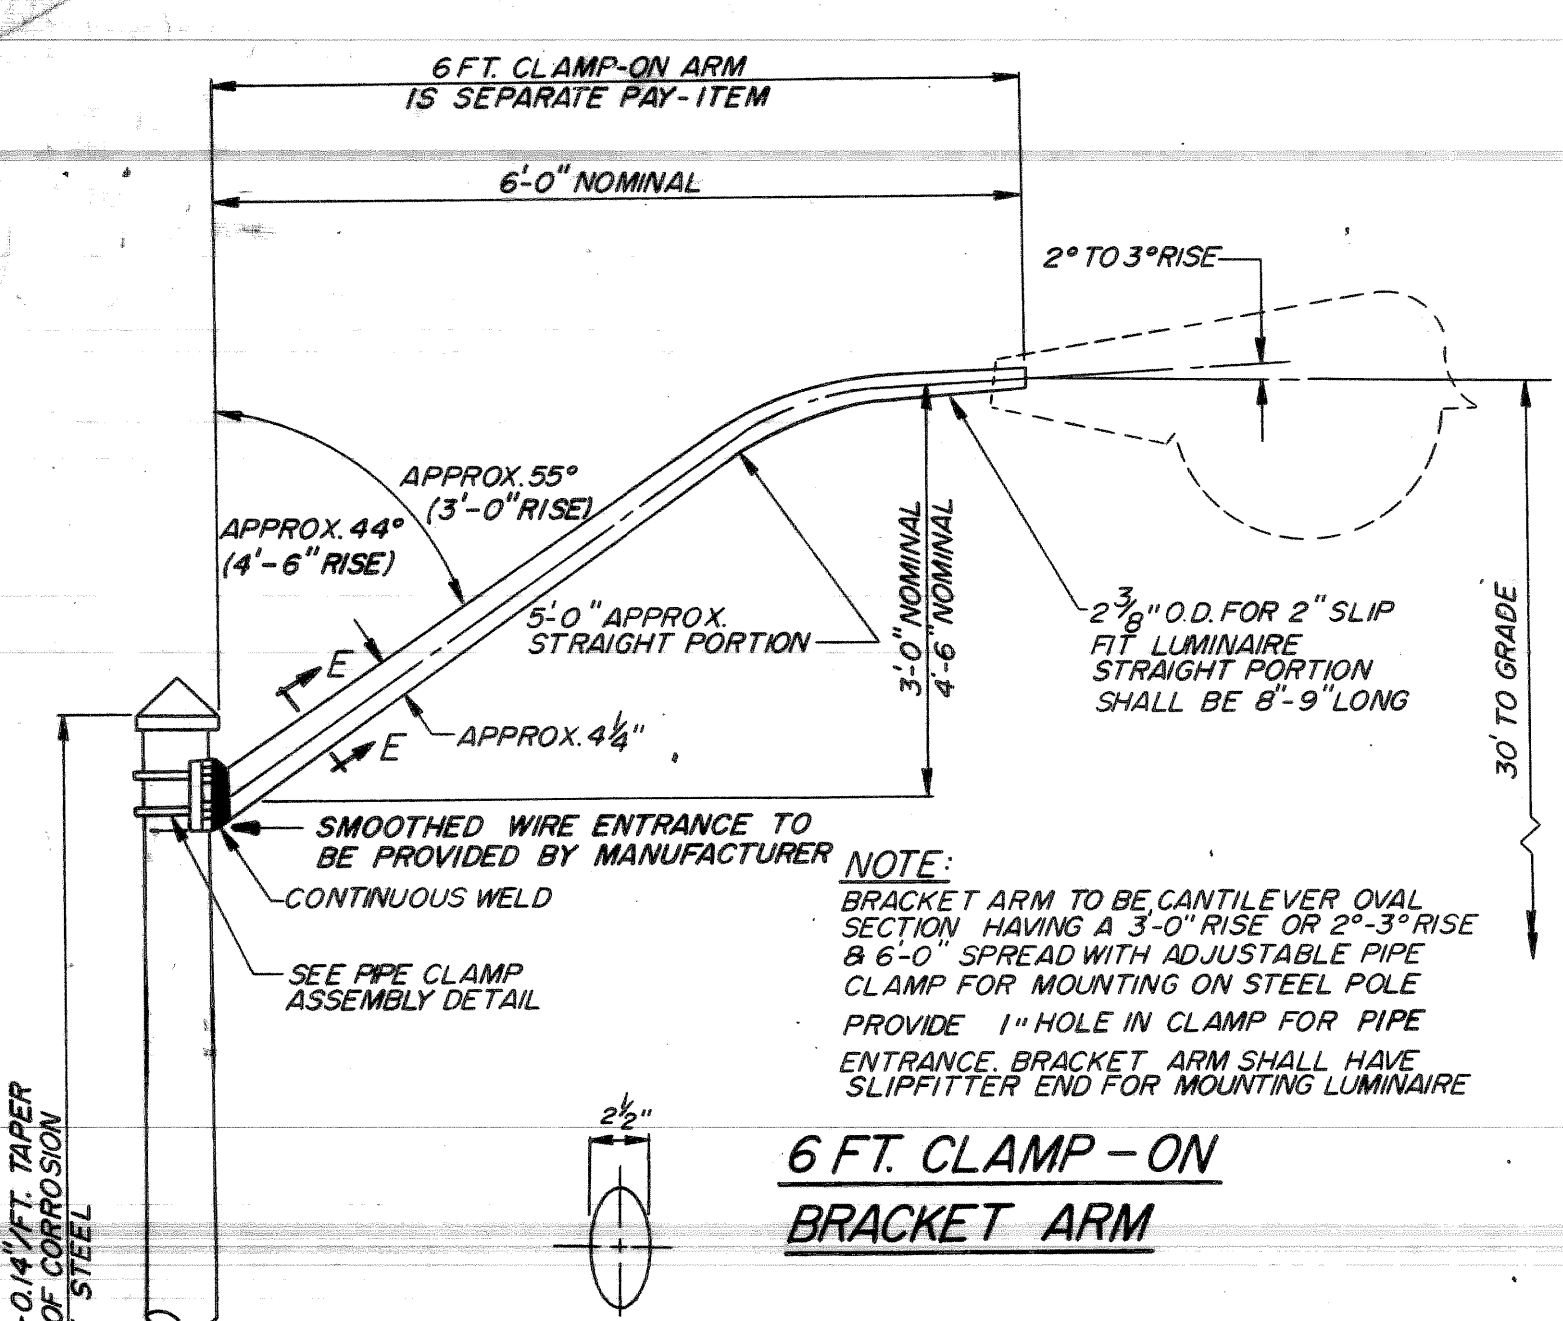 6 FT. CLAMP-ON ARM
IS SEPARATE PAY-ITEM
6'-0" NOMINAL
2° TO 3° RISE
APPROX. 55°
(3'-0" RISE)
APPROX. 44°
(4'-6" RISE)
5'-0" APPROX.
STRAIGHT PORTION
3'-0" NOMINAL
4'-6" NOMINAL
2 3/8" O.D. FOR 2" SLIP
FIT LUMINAIRE
STRAIGHT PORTION
SHALL BE 8"-9" LONG
30' TO GRADE
E
E
APPROX. 4 1/4"
SMOOTHED WIRE ENTRANCE TO
BE PROVIDED BY MANUFACTURER
CONTINUOUS WELD
SEE PIPE CLAMP
ASSEMBLY DETAIL
NOTE:
BRACKET ARM TO BE CANTILEVER OVAL
SECTION HAVING A 3'-0" RISE OR 2°-3° RISE
& 6'-0" SPREAD WITH ADJUSTABLE PIPE
CLAMP FOR MOUNTING ON STEEL POLE
PROVIDE 1" HOLE IN CLAMP FOR PIPE
ENTRANCE. BRACKET ARM SHALL HAVE
SLIPFITTER END FOR MOUNTING LUMINAIRE
2 1/2"
6 FT. CLAMP-ON
BRACKET ARM
-0.14"/FT. TAPER
OF CORROSION
STEEL